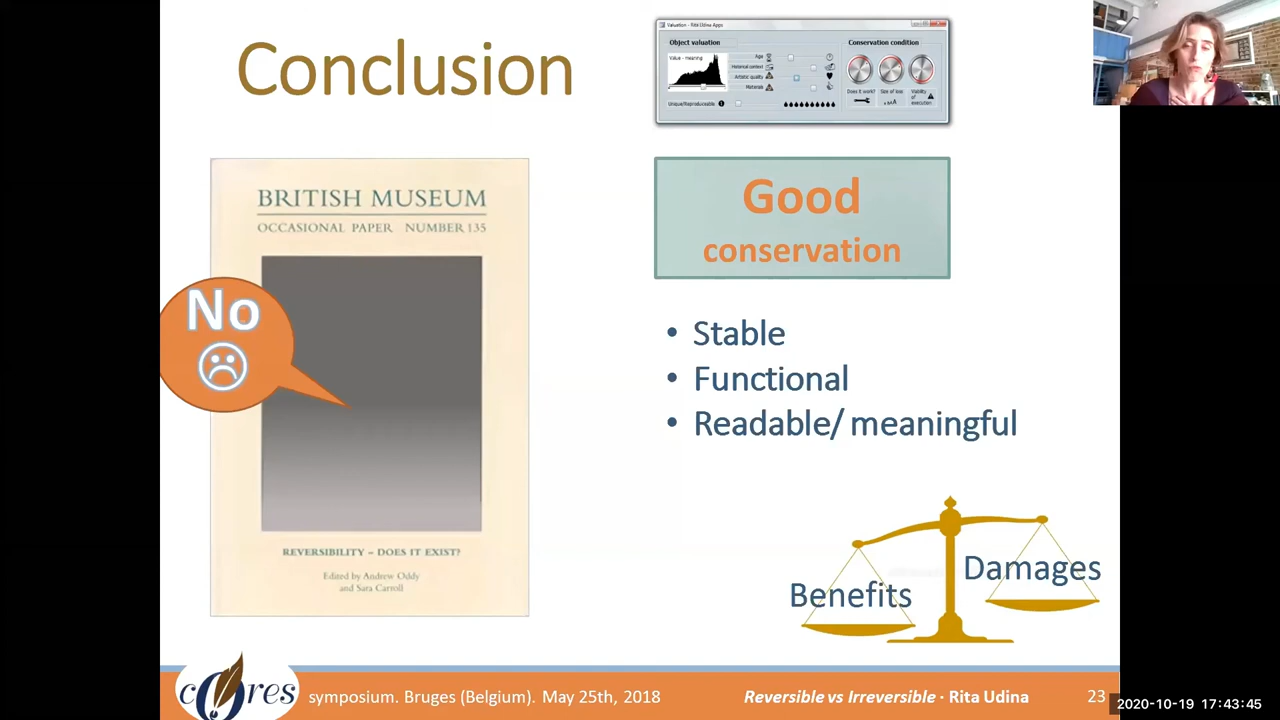 Conclusion
Valuation - Rita Udina Apps
Object valuation
Conservation condition
Value - meaning
Age
Historical context
Artistic quality
Materials
Unique/Reproduceable
Does it work?
Size of loss
Viability of execution
BRITISH MUSEUM
OCCASIONAL PAPER NUMBER 135
No
REVERSIBILITY – DOES IT EXIST?
Edited by Andrew Oddy
and Sara Carroll
Good
conservation
• Stable
• Functional
• Readable/ meaningful
Benefits
Damages
cores
symposium. Bruges (Belgium). May 25th, 2018
Reversible vs Irreversible · Rita Udina
23
2020-10-19 17:43:45